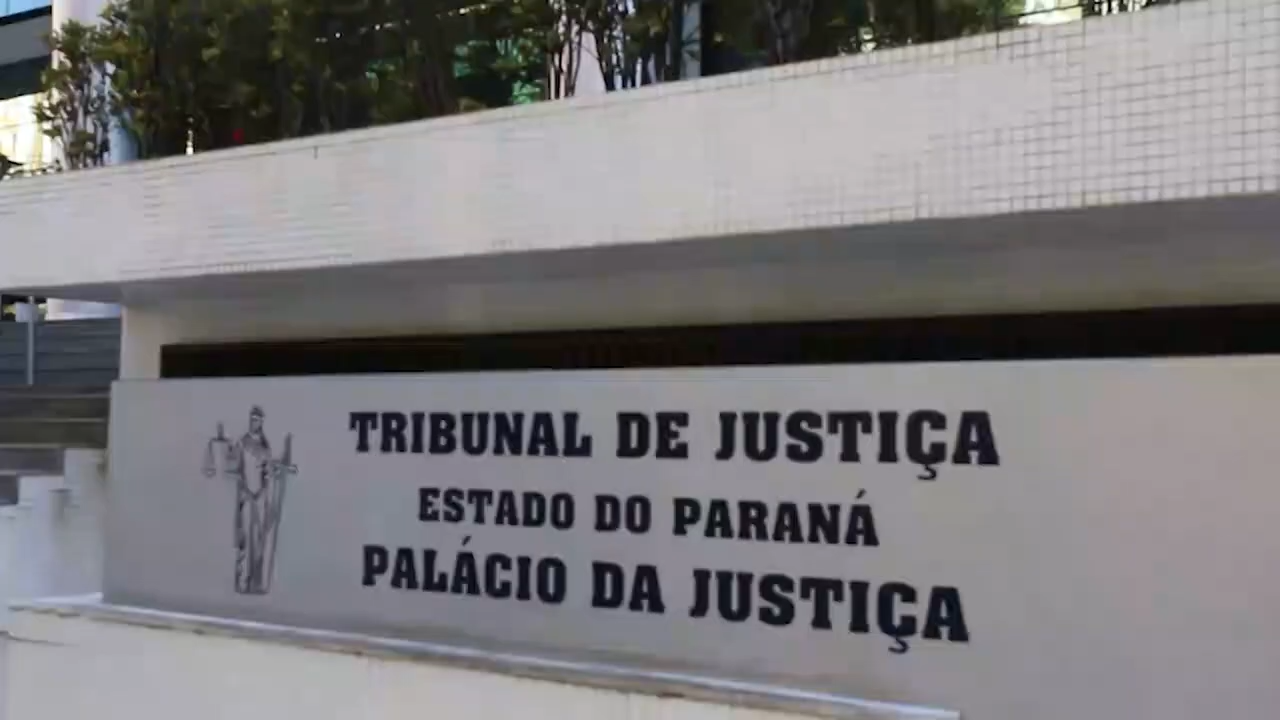 TRIBUNAL DE JUSTIÇA
ESTADO DO PARANÁ
PALÁCIO DA JUSTIÇA